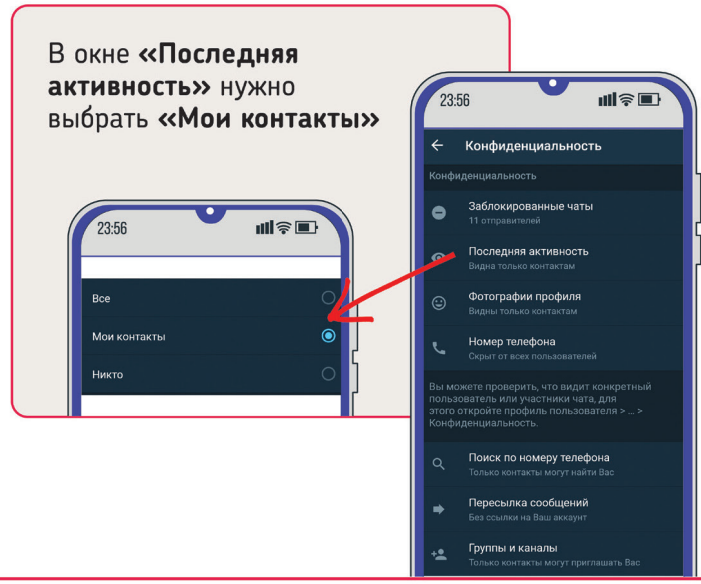 В окне «Последняя
активность» нужно
выбрать «Мои контакты»
23:56
Все
Мои контакты
Никто
23:56
Конфиденциальность
Конфиденциальность
Заблокированные чаты
11 отправителей
Последняя активность
Видна только контактам
Фотографии профиля
Видны только контактам
Номер телефона
Скрыт от всех пользователей
Вы можете проверить, что видит конкретный
пользователь или участники чата, для
этого откройте профиль пользователя > ... >
Конфиденциальность.
Поиск по номеру телефона
Только контакты могут найти Вас
Пересылка сообщений
Без ссылки на Ваш аккаунт
Группы и каналы
Только контакты могут приглашать Вас